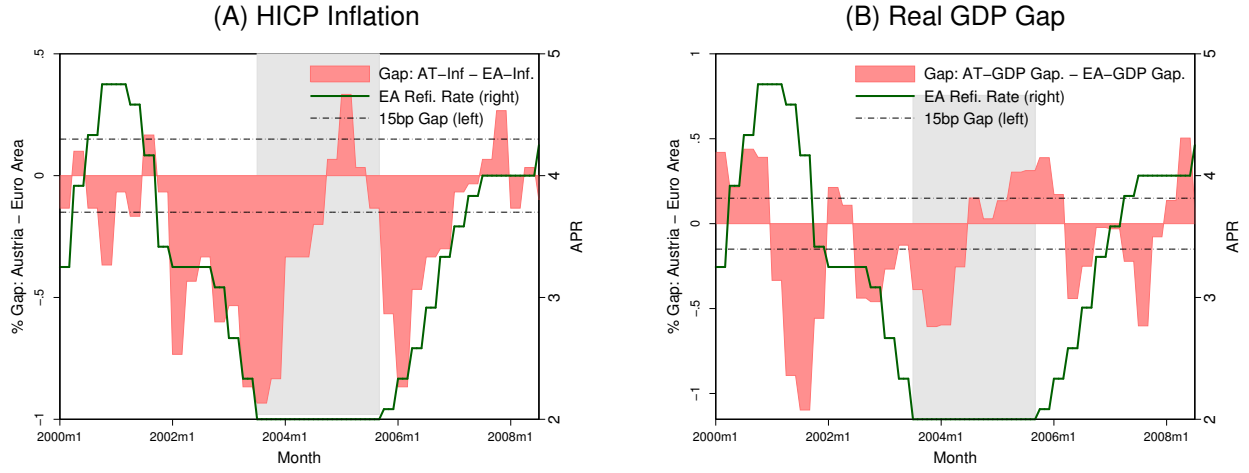 (A) HICP Inflation
Gap: AT−Inf − EA−Inf.
EA Refi. Rate (right)
15bp Gap (left)
% Gap: Austria − Euro Area
.5
0
−.5
−1
5
4
3
2
APR
2000m1 2002m1 2004m1 2006m1 2008m1
Month
(B) Real GDP Gap
Gap: AT−GDP Gap. − EA−GDP Gap.
EA Refi. Rate (right)
15bp Gap (left)
% Gap: Austria − Euro Area
1
.5
0
−.5
−1
5
4
3
2
APR
2000m1 2002m1 2004m1 2006m1 2008m1
Month